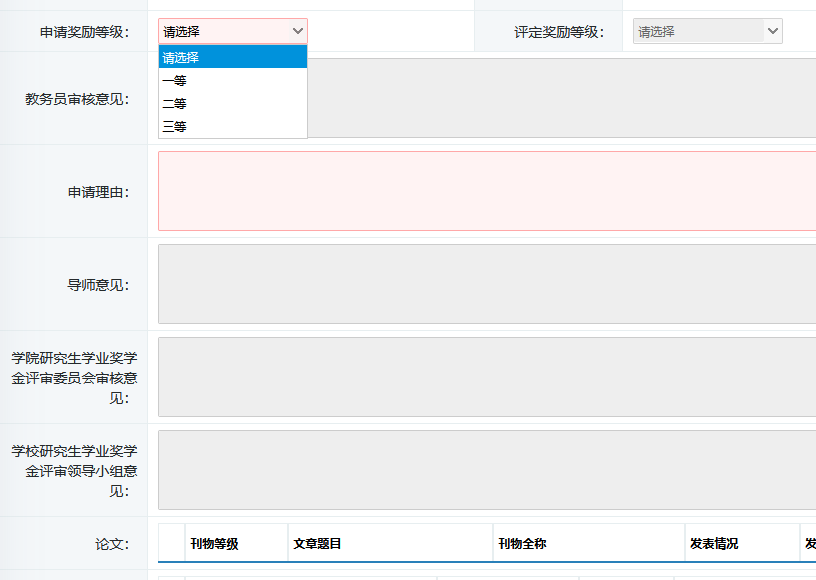 申请奖励等级：
请选择
评定奖励等级：
请选择
请选择
一等
二等
三等
教务员审核意见：
申请理由：
导师意见：
学院研究生学业奖学
金评审委员会审核意
见：
学校研究生学业奖学
金评审领导小组意
见：
论文：
刊物等级
文章题目
刊物全称
发表情况
发